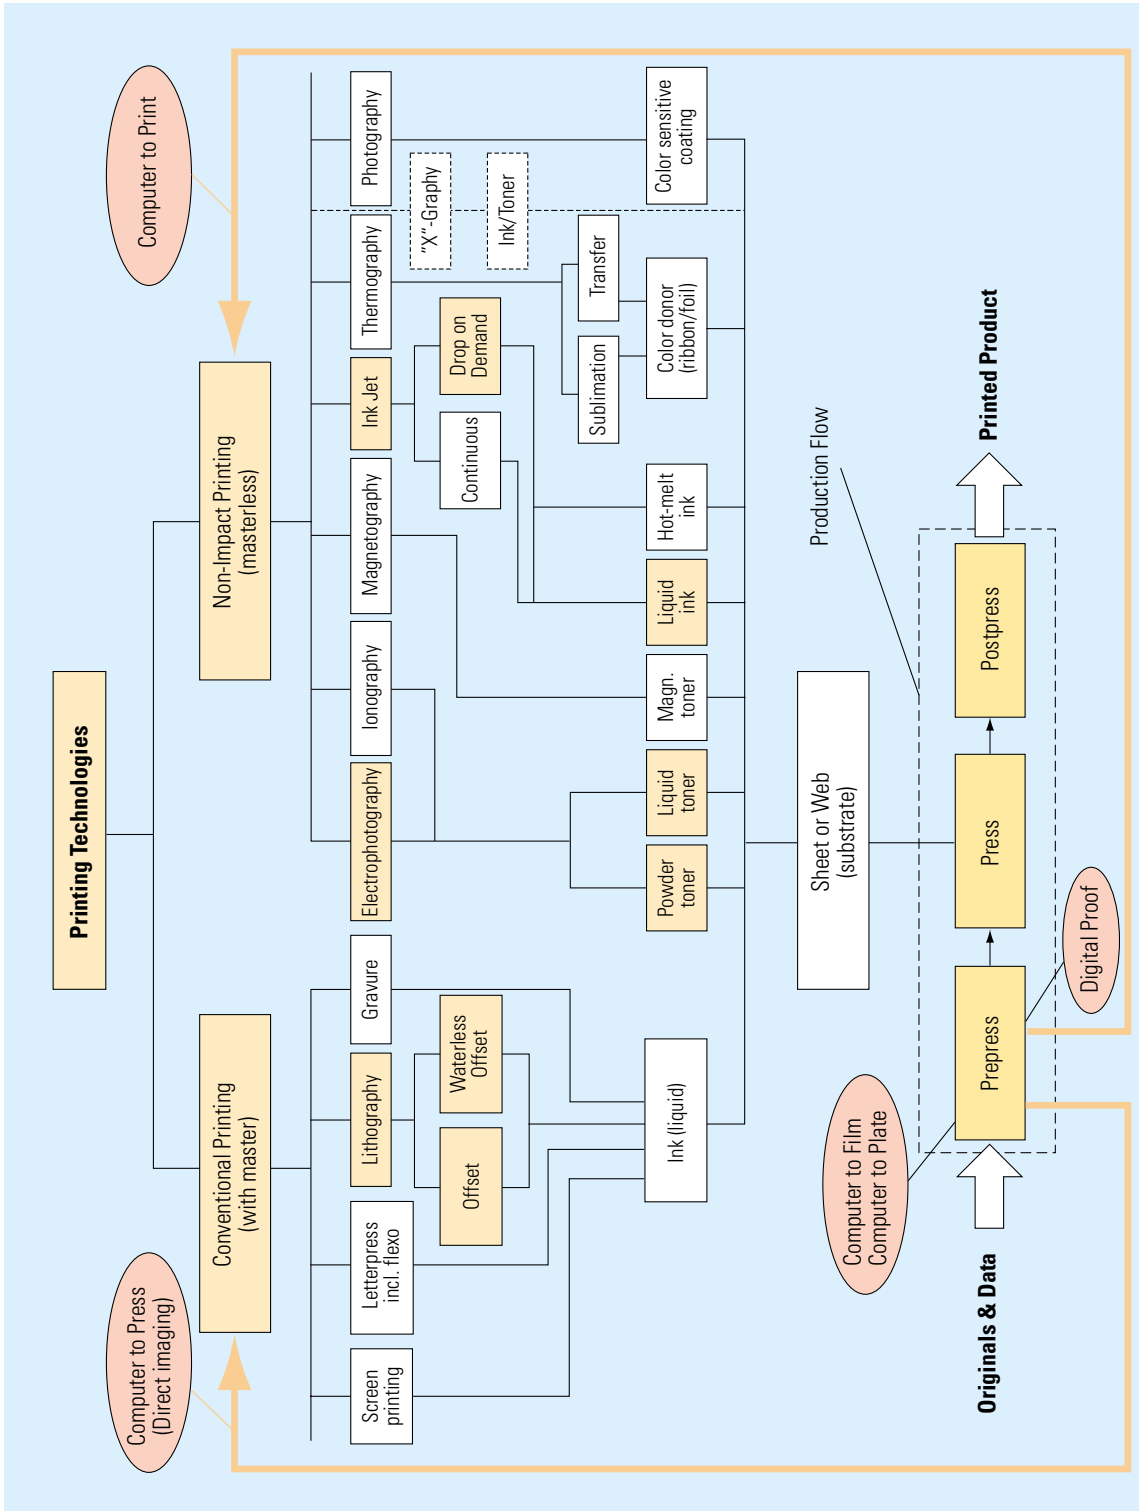 Printing Technologies
Computer to Press
(Direct imaging)
Computer to Print
Conventional Printing
(with master)
Non-Impact Printing
(masterless)
Screen
printing
Letterpress
incl. flexo
Lithography
Gravure
Electrophotography
Ionography
Magnetography
Ink Jet
Thermography
Photography
Offset
Waterless
Offset
Continuous
Drop on
Demand
"X"-Graphy
Ink/Toner
Sublimation
Transfer
Ink (liquid)
Powder
toner
Liquid
toner
Magn.
toner
Liquid
ink
Hot-melt
ink
Color donor
(ribbon/foil)
Color sensitive
coating
Sheet or Web
(substrate)
Production Flow
Computer to Film
Computer to Plate
Originals & Data
Prepress
Press
Postpress
Printed Product
Digital Proof